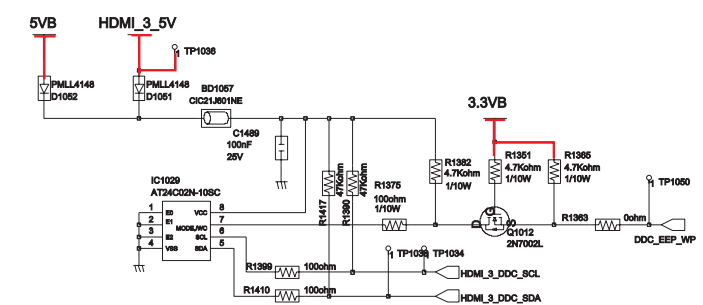 5VB
HDMI_3_5V
TP1036
PMLL4148
D1052
PMLL4148
D1051
BD1057
CIC21J601NE
3.3VB
C1489
100nF
25V
R1382
4.7Kohm
1/10W
R1351
4.7Kohm
1/10W
R1365
4.7Kohm
1/10W
47Kohm
R1417
47Kohm
R1390
R1375
100ohm
1/10W
TP1050
IC1029
AT24C02N-10SC
1
2
3
4
E0
E1
E2
VSS
VCC
MODE/WC
SCL
SDA
8
7
6
5
D
G
S
Q1012
2N7002L
R1363
0ohm
DDC_EEP_WP
TP1034
R1399
100ohm
HDMI_3_DDC_SCL
R1410
100ohm
HDMI_3_DDC_SDA